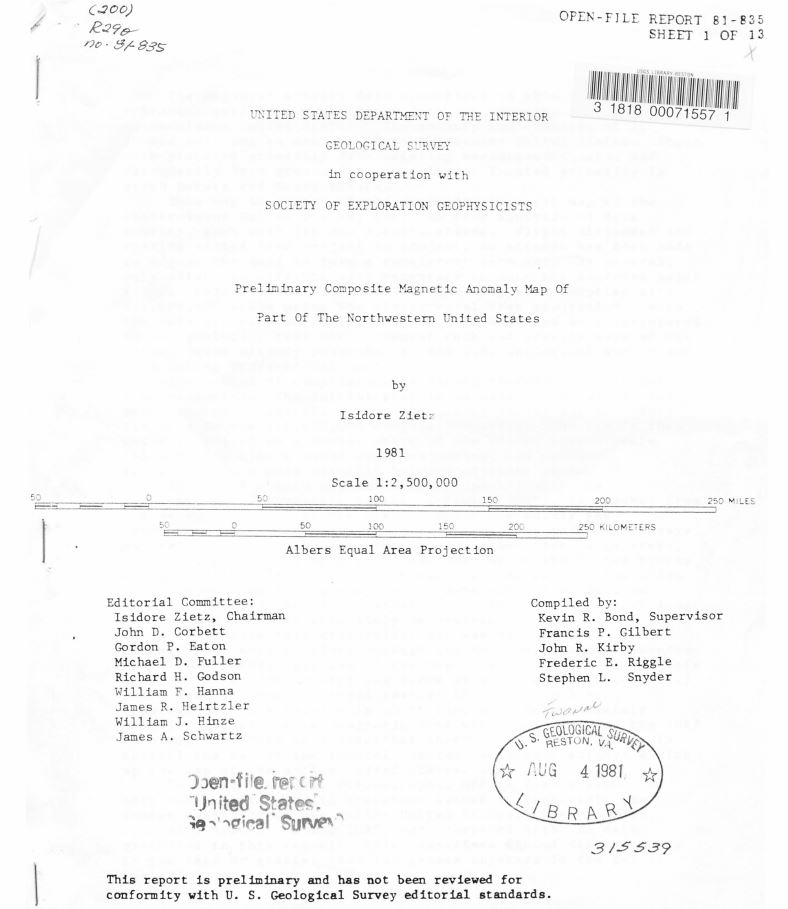 (200)
R290
no. 81-835
OPEN-FILE REPORT 81-835
SHEET 1 OF 13
USGS LIBRARY-RESTON
3 1818 00071557 1
UNITED STATES DEPARTMENT OF THE INTERIOR
GEOLOGICAL SURVEY
in cooperation with
SOCIETY OF EXPLORATION GEOPHYSICISTS
Preliminary Composite Magnetic Anomaly Map Of
Part Of The Northwestern United States
by
Isidore Zietz
1981
Scale 1:2,500,000
50 0 50 100 150 200 250 MILES
50 0 50 100 150 200 250 KILOMETERS
Albers Equal Area Projection
Editorial Committee:
Isidore Zietz, Chairman
John D. Corbett
Gordon P. Eaton
Michael D. Fuller
Richard H. Godson
William F. Hanna
James R. Heirtzler
William J. Hinze
James A. Schwartz
Compiled by:
Kevin R. Bond, Supervisor
Francis P. Gilbert
John R. Kirby
Frederic E. Riggle
Stephen L. Snyder
U. S. GEOLOGICAL SURVEY
RESTON, VA.
AUG 4 1981
LIBRARY
Open-file report
United States.
Geological Survey
315539
This report is preliminary and has not been reviewed for
conformity with U. S. Geological Survey editorial standards.